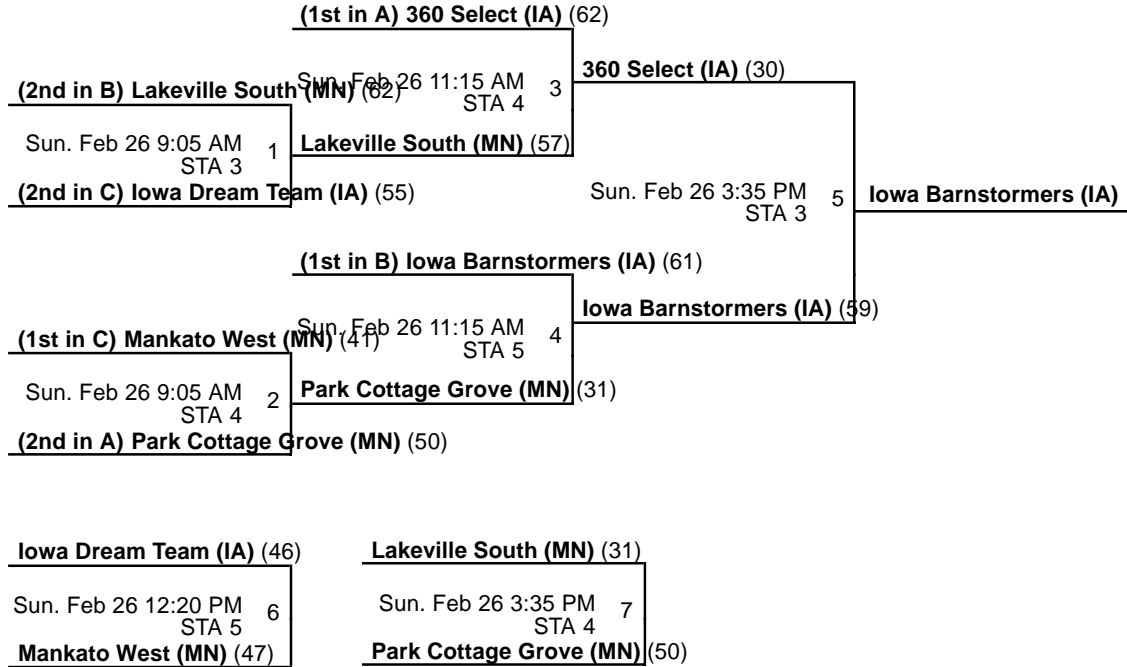 (1st in A) 360 Select (IA) (62)
Sun. Feb 26 11:15 AM 3
STA 4
360 Select (IA) (30)
(2nd in B) Lakeville South (MN) (62)
Sun. Feb 26 9:05 AM 1
STA 3
Lakeville South (MN) (57)
(2nd in C) Iowa Dream Team (IA) (55)
Sun. Feb 26 3:35 PM 5
STA 3
Iowa Barnstormers (IA)
(1st in B) Iowa Barnstormers (IA) (61)
Sun. Feb 26 11:15 AM 4
STA 5
Iowa Barnstormers (IA) (59)
(1st in C) Mankato West (MN) (41)
Sun. Feb 26 9:05 AM 2
STA 4
Park Cottage Grove (MN) (31)
(2nd in A) Park Cottage Grove (MN) (50)
Iowa Dream Team (IA) (46)
Sun. Feb 26 12:20 PM 6
STA 5
Mankato West (MN) (47)
Lakeville South (MN) (31)
Sun. Feb 26 3:35 PM 7
STA 4
Park Cottage Grove (MN) (50)